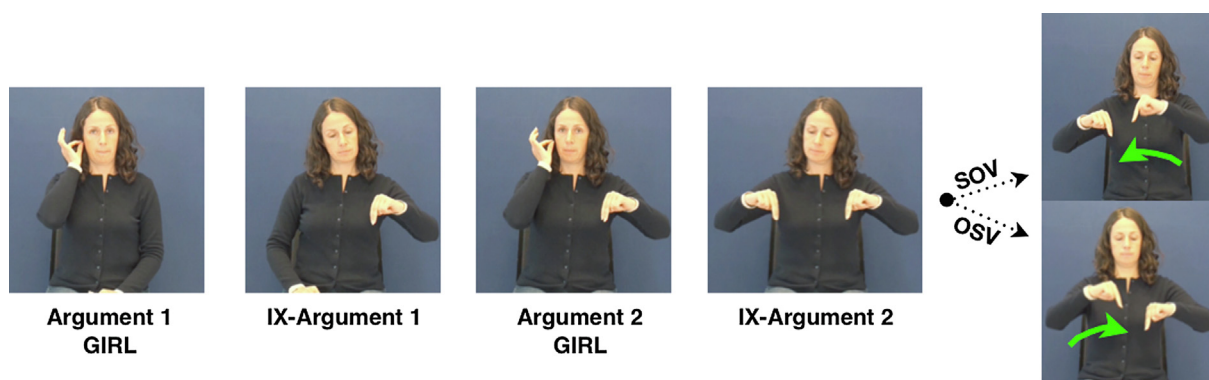 Argument 1
GIRL
IX-Argument 1
Argument 2
GIRL
IX-Argument 2
SOV
OSV